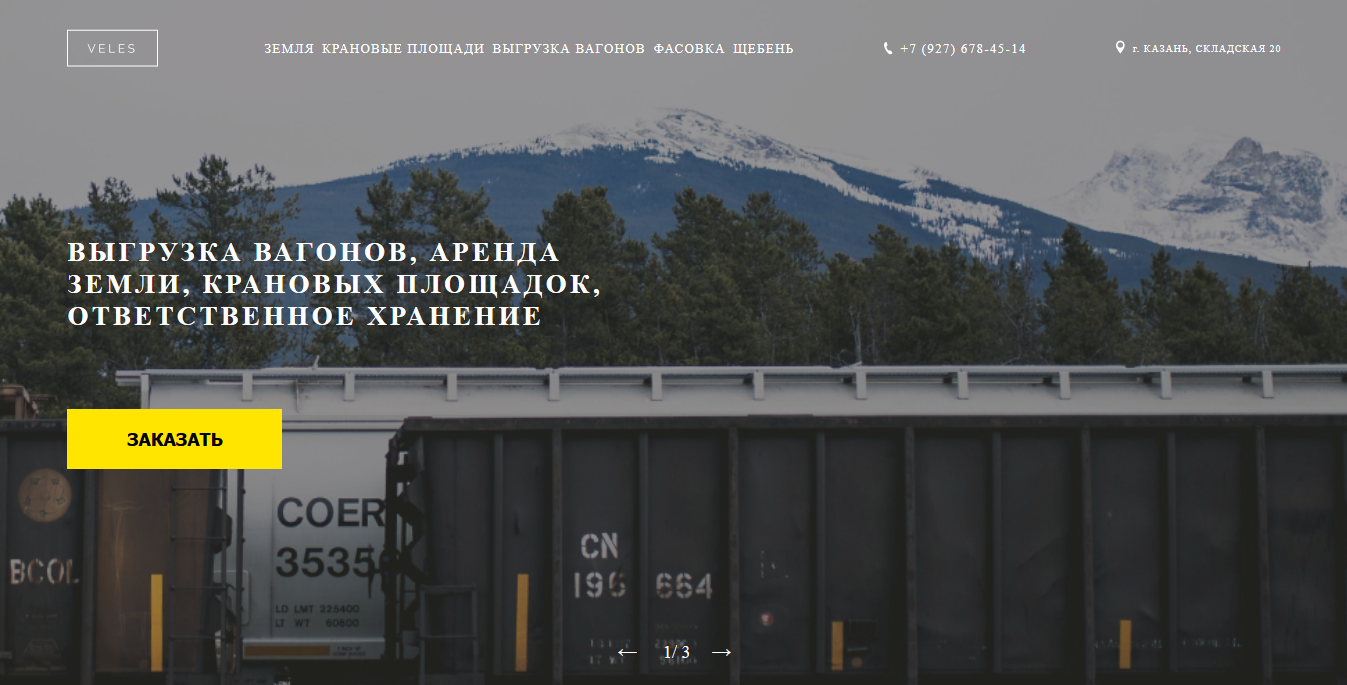 VELES
ЗЕМЛЯ КРАНОВЫЕ ПЛОЩАДИ ВЫГРУЗКА ВАГОНОВ ФАСОВКА ЩЕБЕНЬ
+7 (927) 678-45-14
г. КАЗАНЬ, СКЛАДСКАЯ 20
ВЫГРУЗКА ВАГОНОВ, АРЕНДА
ЗЕМЛИ, КРАНОВЫХ ПЛОЩАДОК,
ОТВЕТСТВЕННОЕ ХРАНЕНИЕ
ЗАКАЗАТЬ
COER
3535
BCOL
CN
196 664
LD LMT 225400
LT WT 60600
← 1/ 3 →